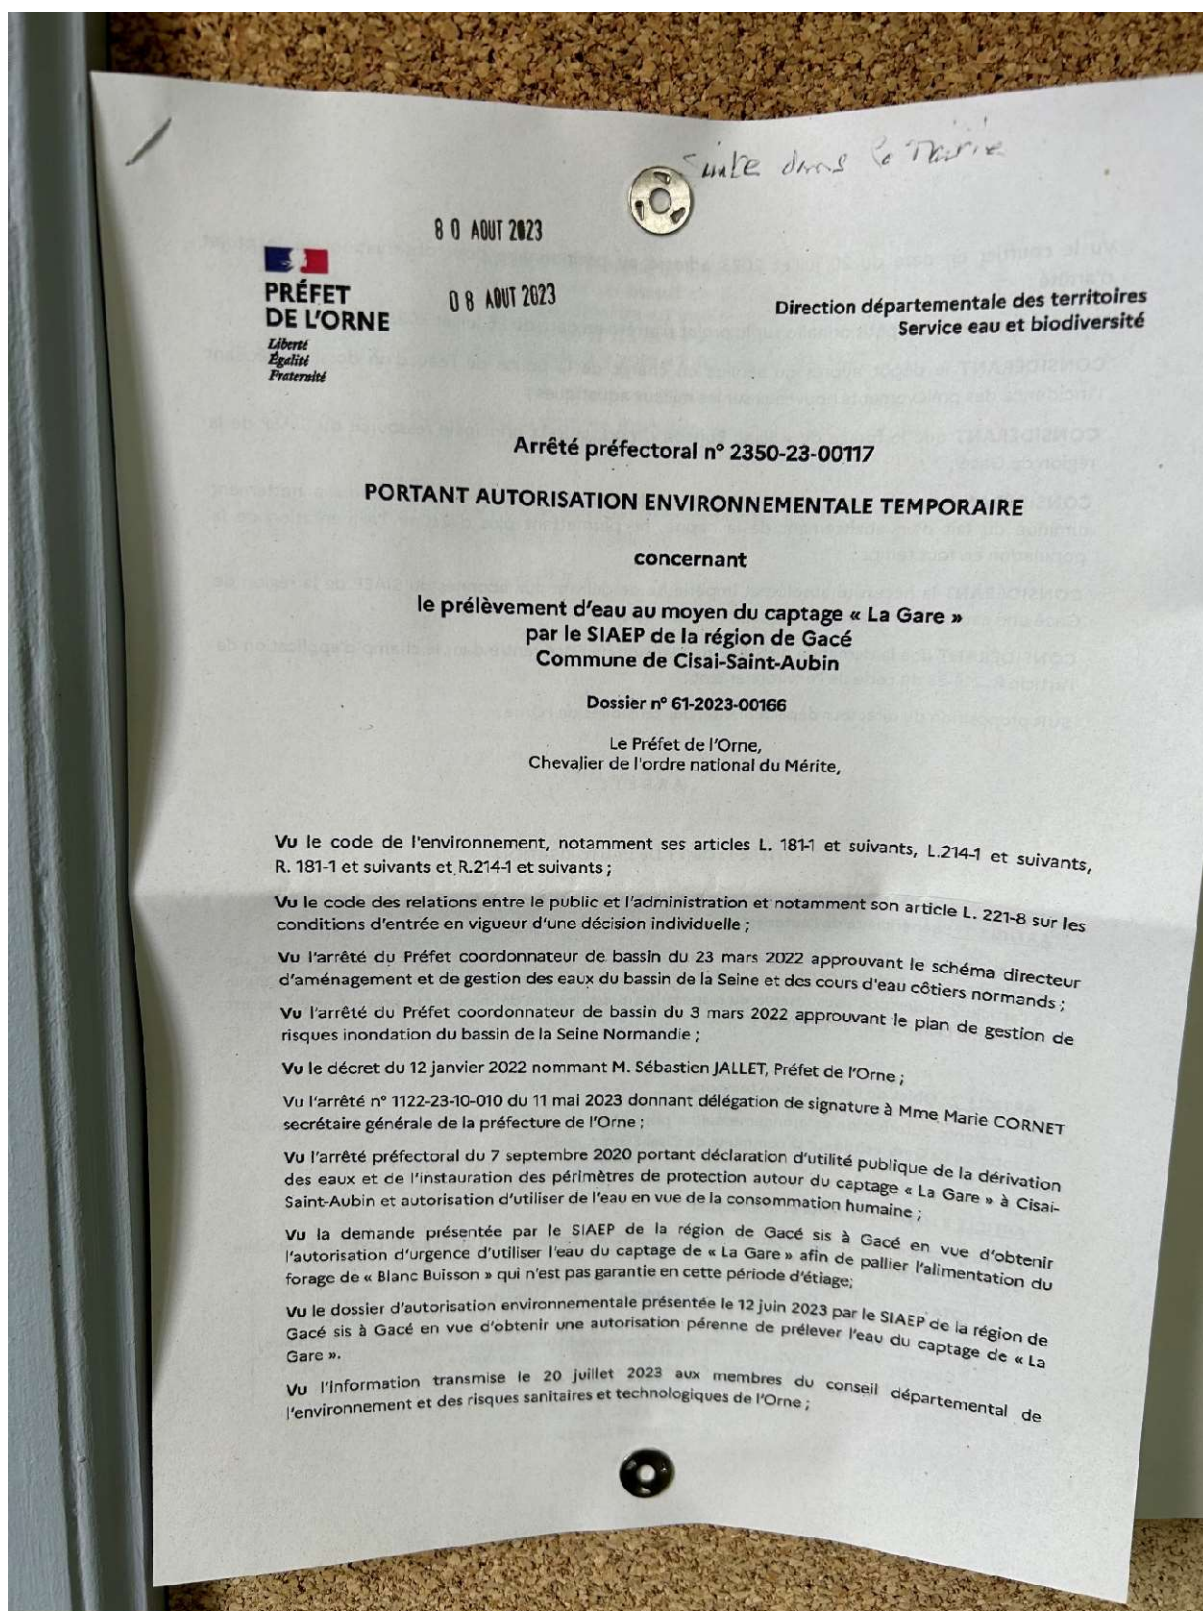 Suite dans la Mairie
80 AOUT 2023
08 AOUT 2023
PRÉFET
DE L'ORNE
Liberté
Égalité
Fraternité
Direction départementale des territoires
Service eau et biodiversité
Arrêté préfectoral nº 2350-23-00117
PORTANT AUTORISATION ENVIRONNEMENTALE TEMPORAIRE
concernant
le prélèvement d'eau au moyen du captage « La Gare »
par le SIAEP de la région de Gacé
Commune de Cisai-Saint-Aubin
Dossier nº 61-2023-00166
Le Préfet de l'Orne,
Chevalier de l'ordre national du Mérite,
Vu le code de l'environnement, notamment ses articles L. 181-1 et suivants, L.214-1 et suivants,
R. 181-1 et suivants et R.214-1 et suivants ;
Vu le code des relations entre le public et l'administration et notamment son article L. 221-8 sur les
conditions d'entrée en vigueur d'une décision individuelle ;
Vu l'arrêté du Préfet coordonnateur de bassin du 23 mars 2022 approuvant le schéma directeur
d'aménagement et de gestion des eaux du bassin de la Seine et des cours d'eau côtiers normands ;
Vu l'arrêté du Préfet coordonnateur de bassin du 3 mars 2022 approuvant le plan de gestion de
risques inondation du bassin de la Seine Normandie ;
Vu le décret du 12 janvier 2022 nommant M. Sébastien JALLET, Préfet de l'Orne ;
Vu l'arrêté nº 1122-23-10-010 du 11 mai 2023 donnant délégation de signature à Mme Marie CORNET
secrétaire générale de la préfecture de l'Orne ;
Vu l'arrêté préfectoral du 7 septembre 2020 portant déclaration d'utilité publique de la dérivation
des eaux et de l'instauration des périmètres de protection autour du captage « La Gare » à Cisai-
Saint-Aubin et autorisation d'utiliser de l'eau en vue de la consommation humaine ;
Vu la demande présentée par le SIAEP de la région de Gacé sis à Gacé en vue d'obtenir
l'autorisation d'urgence d'utiliser l'eau du captage de « La Gare » afin de pallier l'alimentation du
forage de « Blanc Buisson » qui n'est pas garantie en cette période d'étiage;
Vu le dossier d'autorisation environnementale présentée le 12 juin 2023 par le SIAEP de la région de
Gacé sis à Gacé en vue d'obtenir une autorisation pérenne de prélever l'eau du captage de « La
Gare ».
Vu l'Information transmise le 20 juillet 2023 aux membres du conseil départemental de
l'environnement et des risques sanitaires et technologiques de l'Orne ;